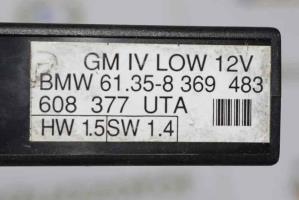 GM IV LOW 12V
BMW 61.35-8 369 483
608 377 UTA
HW 1.5 SW 1.4